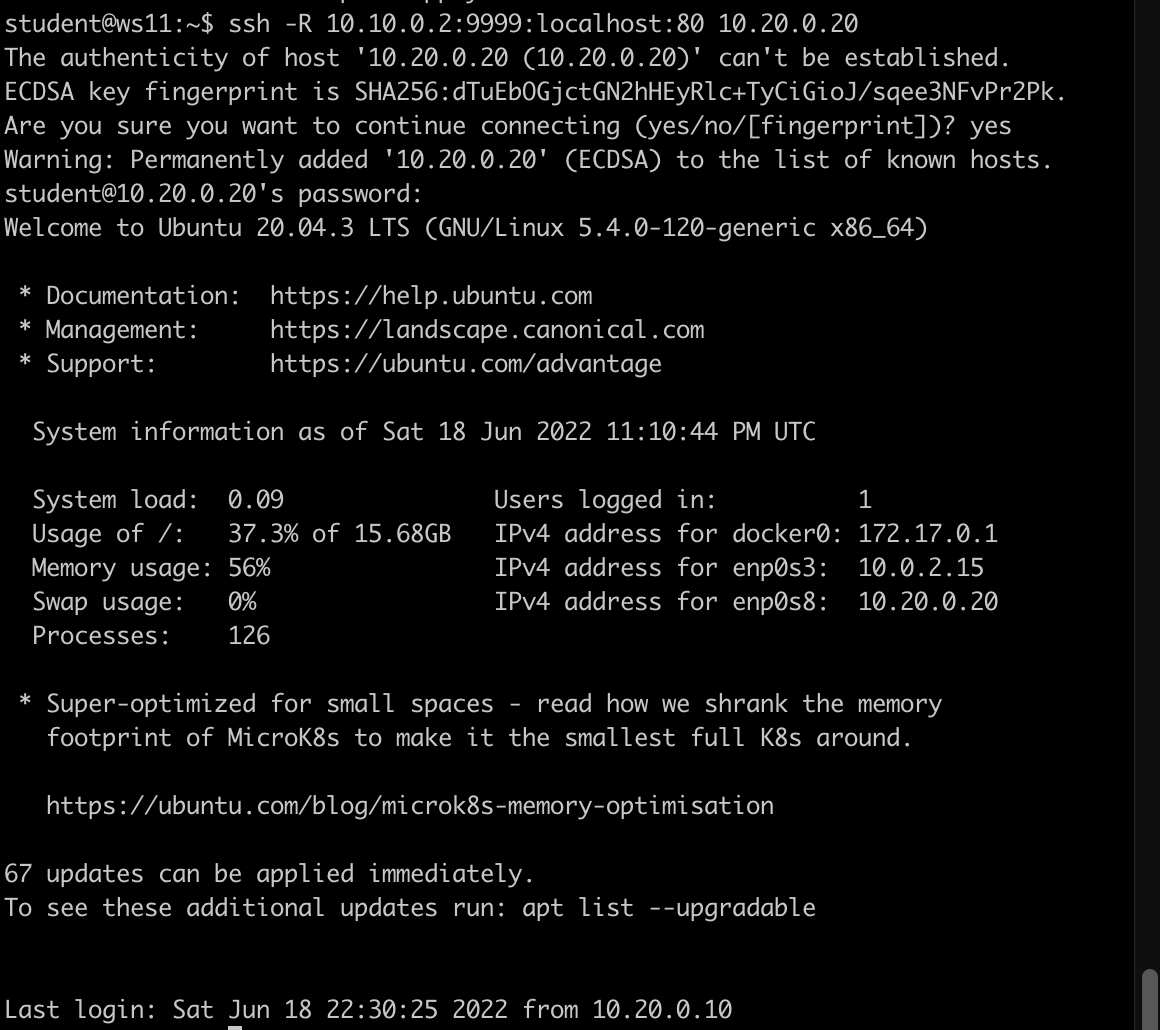 student@ws11:~$ ssh -R 10.10.0.2:9999:localhost:80 10.20.0.20
The authenticity of host '10.20.0.20 (10.20.0.20)' can't be established.
ECDSA key fingerprint is SHA256:dTuEbOGjctGN2hHEyRlc+TyCiGioJ/sqee3NFvPr2Pk.
Are you sure you want to continue connecting (yes/no/[fingerprint])? yes
Warning: Permanently added '10.20.0.20' (ECDSA) to the list of known hosts.
student@10.20.0.20's password:
Welcome to Ubuntu 20.04.3 LTS (GNU/Linux 5.4.0-120-generic x86_64)
* Documentation:  https://help.ubuntu.com
* Management:     https://landscape.canonical.com
* Support:        https://ubuntu.com/advantage
System information as of Sat 18 Jun 2022 11:10:44 PM UTC
System load:  0.09               Users logged in:          1
Usage of /:   37.3% of 15.68GB   IPv4 address for docker0: 172.17.0.1
Memory usage: 56%                IPv4 address for enp0s3:  10.0.2.15
Swap usage:   0%                 IPv4 address for enp0s8:  10.20.0.20
Processes:    126
* Super-optimized for small spaces - read how we shrank the memory
footprint of MicroK8s to make it the smallest full K8s around.
https://ubuntu.com/blog/microk8s-memory-optimisation
67 updates can be applied immediately.
To see these additional updates run: apt list --upgradable
Last login: Sat Jun 18 22:30:25 2022 from 10.20.0.10